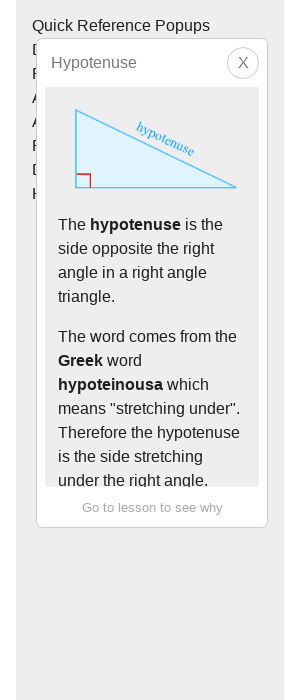 Quick Reference Popups
Hypotenuse
X
hypotenuse
The hypotenuse is the
side opposite the right
angle in a right angle
triangle.
The word comes from the
Greek word
hypoteinousa which
means "stretching under".
Therefore the hypotenuse
is the side stretching
under the right angle.
Go to lesson to see why